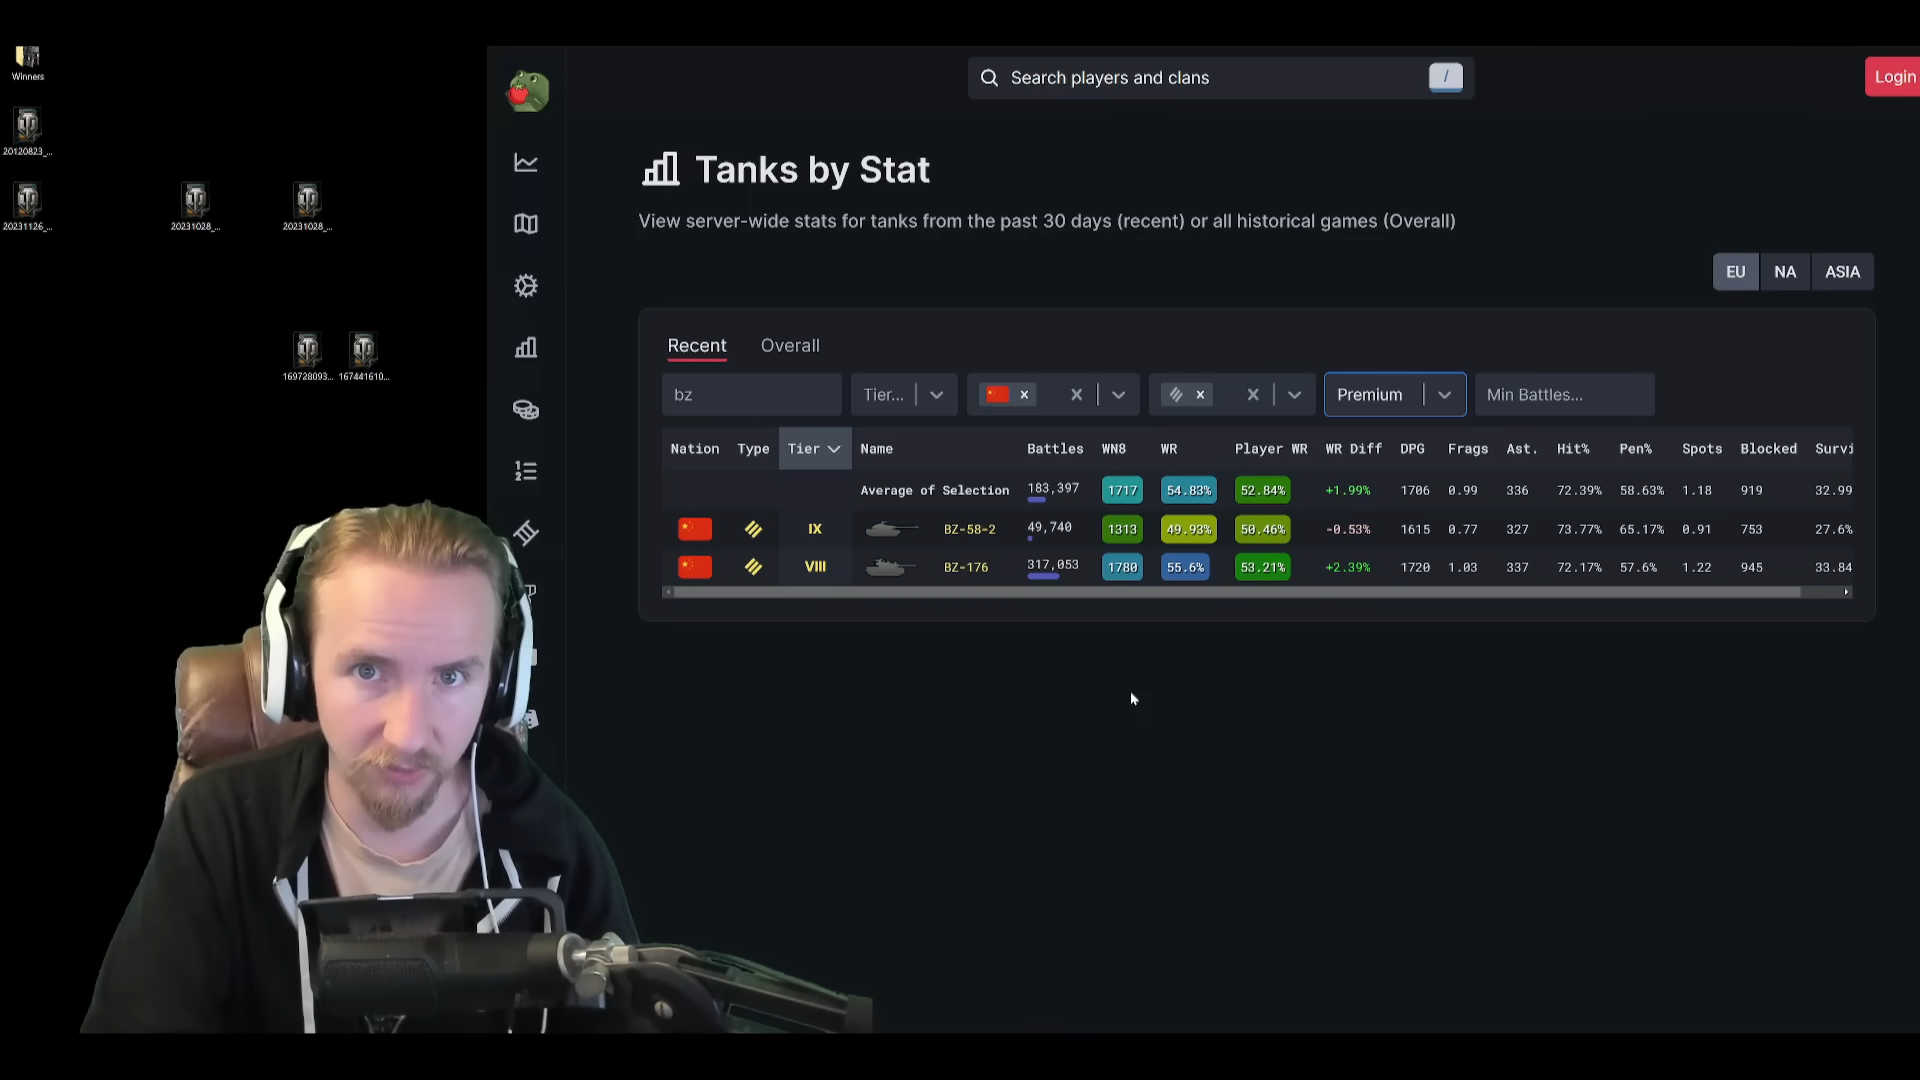 Winners
20120823_...
20231126_...
20231028_...
20231028_...
169728093...
167441610...
Search players and clans
/
Login
Tanks by Stat
View server-wide stats for tanks from the past 30 days (recent) or all historical games (Overall)
EU NA ASIA
Recent Overall
bz Tier... Premium Min Battles...
Nation Type Tier Name Battles WN8 WR Player WR WR Diff DPG Frags Ast. Hit% Pen% Spots Blocked Survi
Average of Selection 183,397 1717 54.83% 52.84% +1.99% 1706 0.99 336 72.39% 58.63% 1.18 919 32.99
IX BZ-58-2 49,740 1313 49.93% 50.46% -0.53% 1615 0.77 327 73.77% 65.17% 0.91 753 27.6%
VIII BZ-176 317,053 1780 55.6% 53.21% +2.39% 1720 1.03 337 72.17% 57.6% 1.22 945 33.84